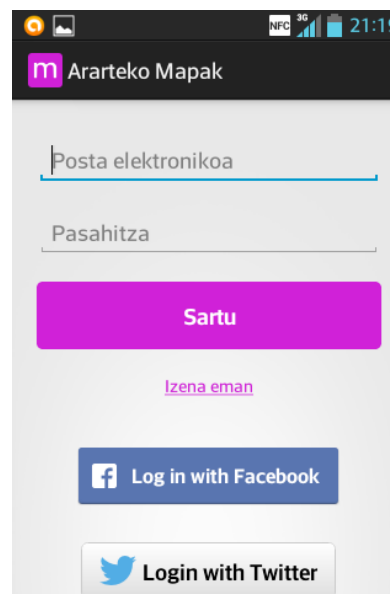 NFC 3G 21:19
m Ararteko Mapak
Posta elektronikoa
Pasahitza
Sartu
Izena eman
f Log in with Facebook
Login with Twitter